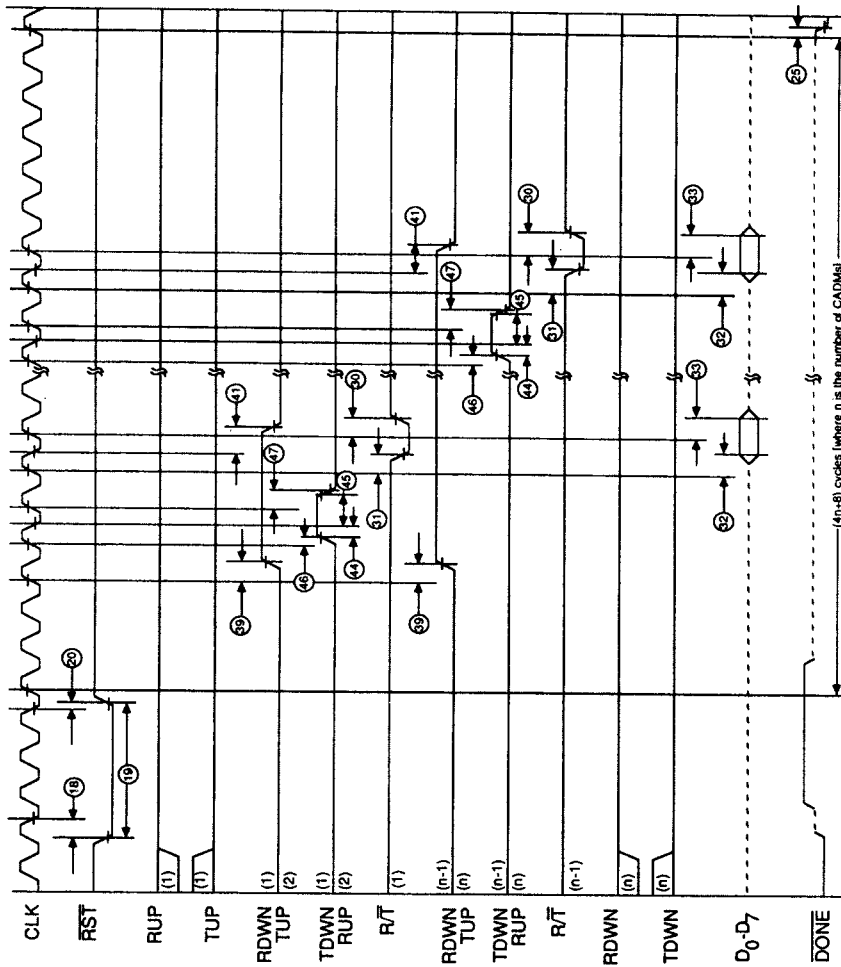 CLK
R̅S̅T̅
18
19
20
RUP
(1)
TUP
(1)
RDWN
TUP
(1)
(2)
39
47
41
TDWN
RUP
(1)
(2)
46
44
45
R/T̅
(1)
31
30
RDWN
TUP
(n-1)
(n)
39
47
41
TDWN
RUP
(n-1)
(n)
46
44
45
R/T̅
(n-1)
31
30
RDWN
(n)
TDWN
(n)
D₀-D₇
32
33
32
33
D̅O̅N̅E̅
25
(4n+8) cycles [where n is the number of CADMs]